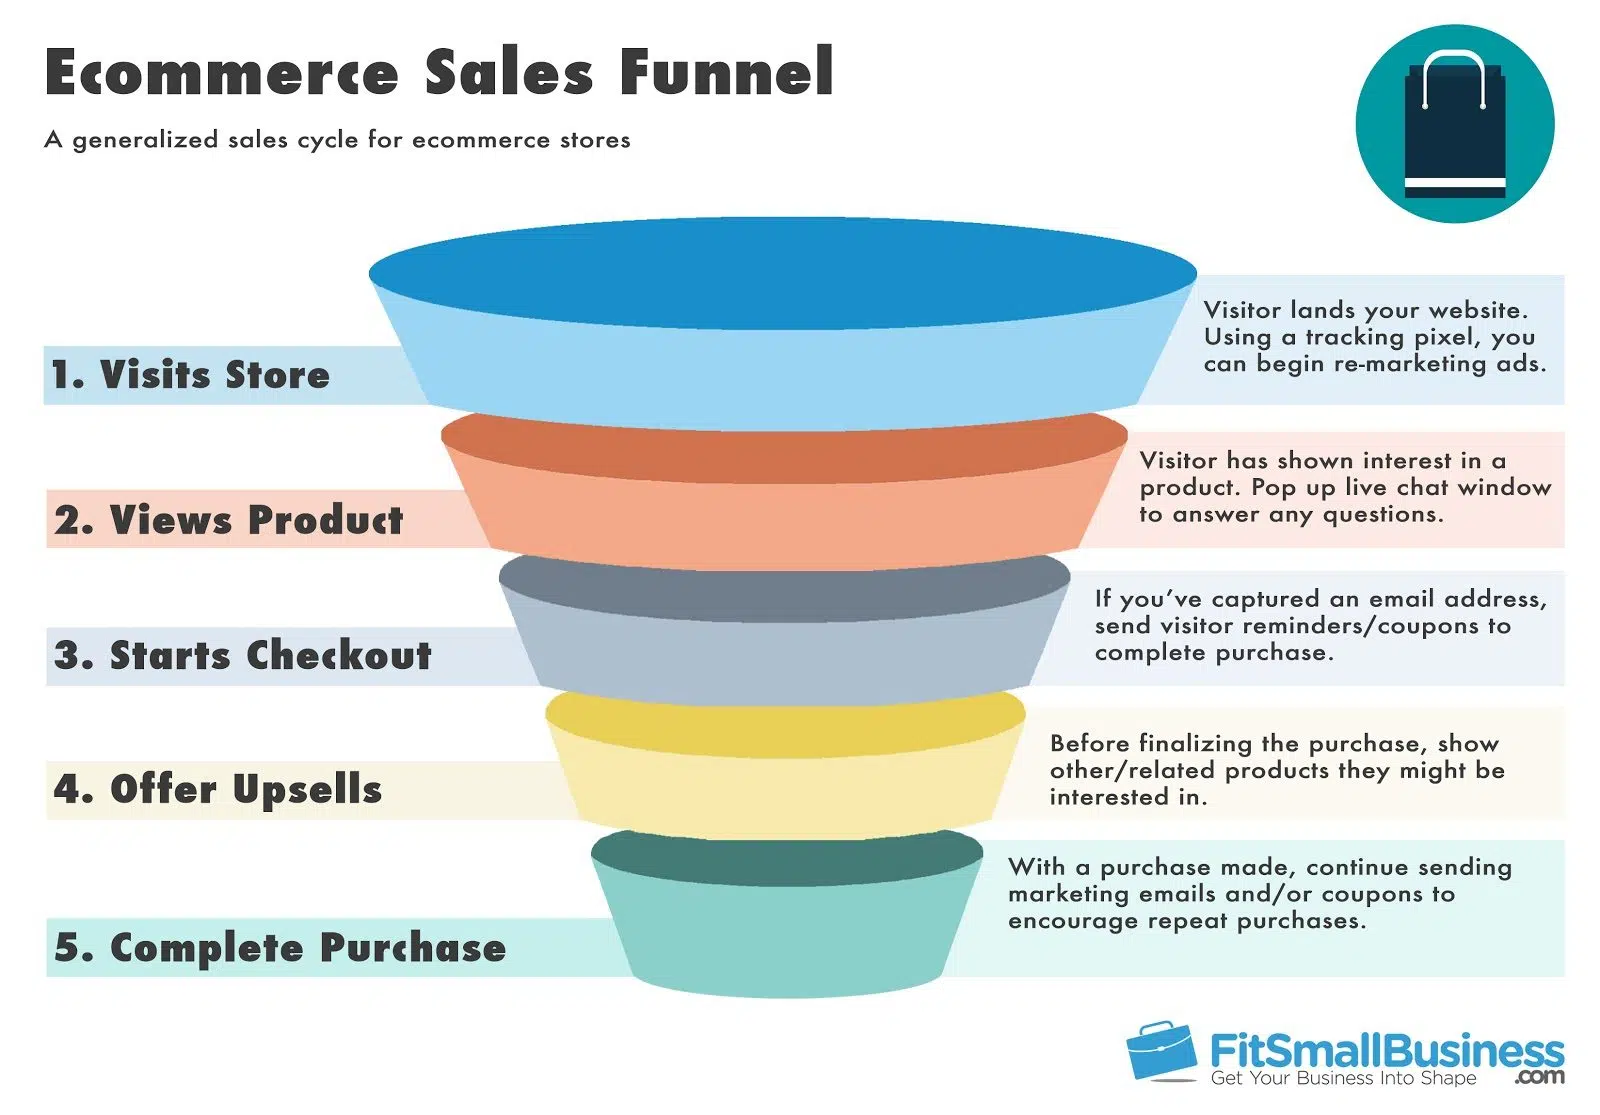 Ecommerce Sales Funnel
A generalized sales cycle for ecommerce stores
1. Visits Store
Visitor lands your website.
Using a tracking pixel, you
can begin re-marketing ads.
2. Views Product
Visitor has shown interest in a
product. Pop up live chat window
to answer any questions.
3. Starts Checkout
If you've captured an email address,
send visitor reminders/coupons to
complete purchase.
4. Offer Upsells
Before finalizing the purchase, show
other/related products they might be
interested in.
5. Complete Purchase
With a purchase made, continue sending
marketing emails and/or coupons to
encourage repeat purchases.
FitSmallBusiness
Get Your Business Into Shape .com